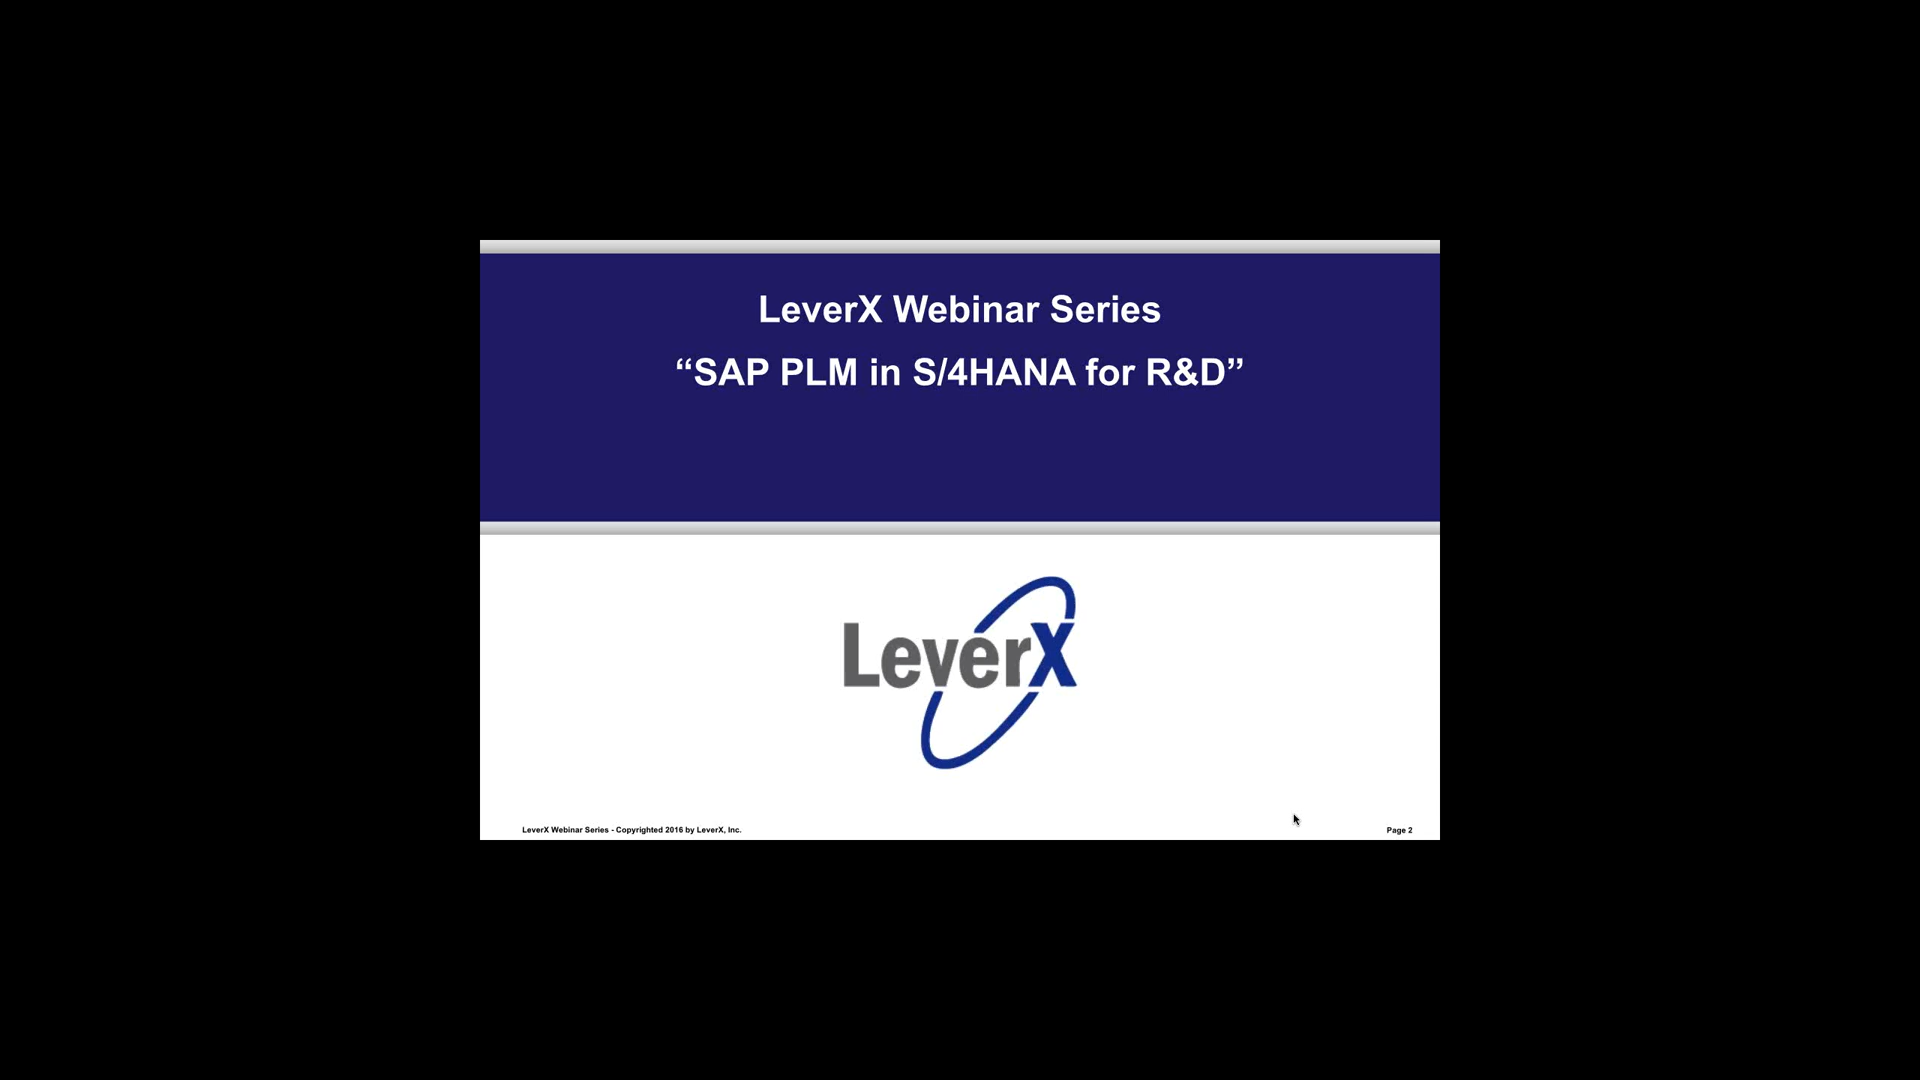 LeverX Webinar Series
“SAP PLM in S/4HANA for R&D”
LeverX
LeverX Webinar Series - Copyrighted 2016 by LeverX, Inc.
Page 2